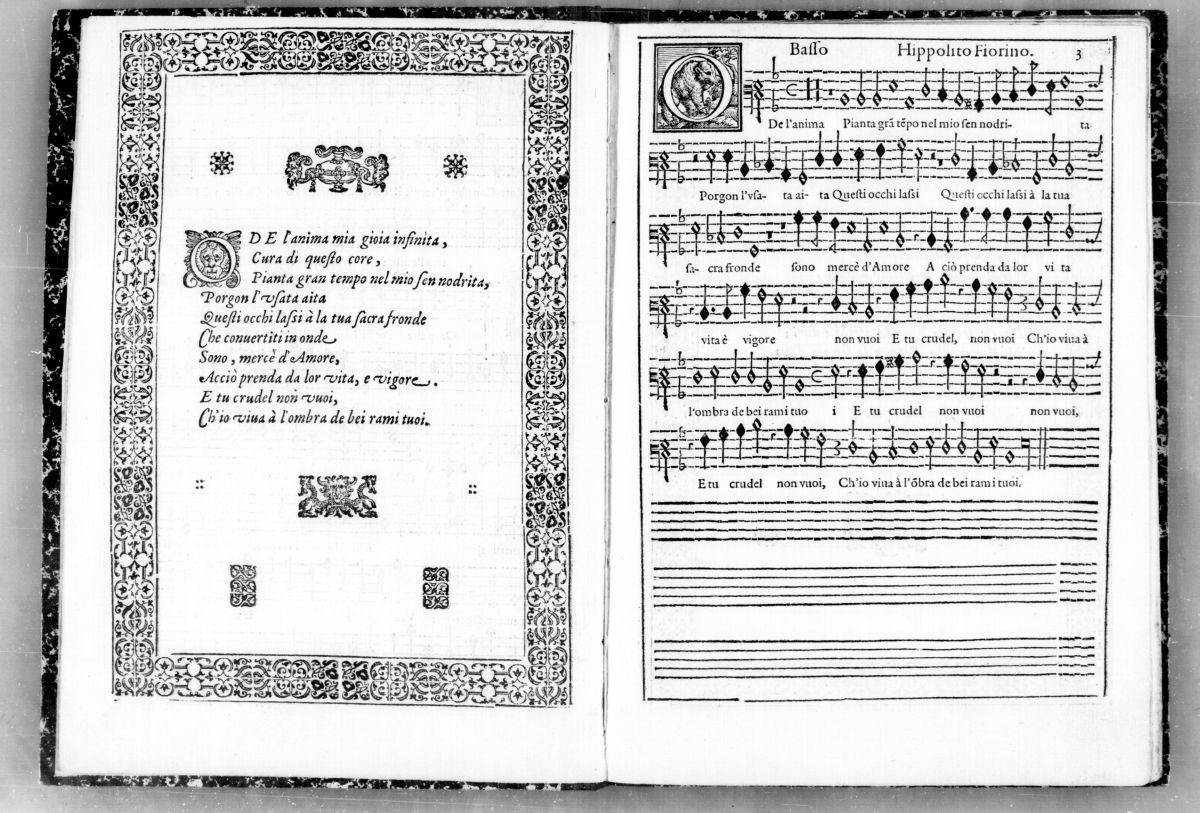 O DE l'anima mia gioia infinita,
Cura di queſto core,
Pianta gran tempo nel mio ſen nodrita,
Porgon l'vſata aita
Queſti occhi laſsi à la tua ſacra fronde
Che conuertiti in onde
Sono, mercè d'Amore,
Acciò prenda da lor vita, e vigore.
E tu crudel non vuoi,
Ch'io viua à l'ombra de bei rami tuoi.
Baſſo Hippolito Fiorino. 3
O De l'anima Pianta grã tẽpo nel mio ſen nodri- ta
Porgon l'vſa- ta ai- ta Queſti occhi laſsi Queſti occhi laſsi à la tua
ſa- cra fronde ſono mercè d'Amore A ciò prenda da lor vi ta
vita è vigore non vuoi E tu crudel, non vuoi Ch'io viua à
l'ombra de bei rami tuo i E tu crudel non vuoi non vuoi,
E tu crudel non vuoi, Ch'io viua à l'õbra de bei rami tuoi.